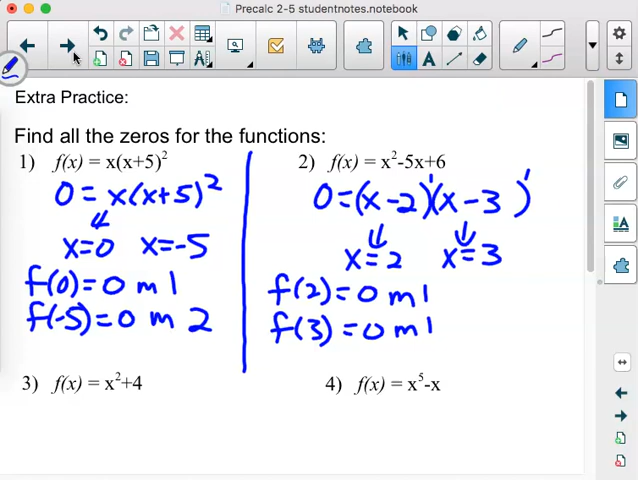 Precalc 2-5 studentnotes.notebook
Extra Practice:
Find all the zeros for the functions:
1) f(x) = x(x+5)²
0 = x(x+5)²
x=0 x=-5
f(0)=0 m 1
f(-5)=0 m 2
2) f(x) = x²-5x+6
0=(x-2)¹(x-3)¹
x=2 x=3
f(2)=0 m 1
f(3)=0 m 1
3) f(x) = x²+4
4) f(x) = x⁵-x